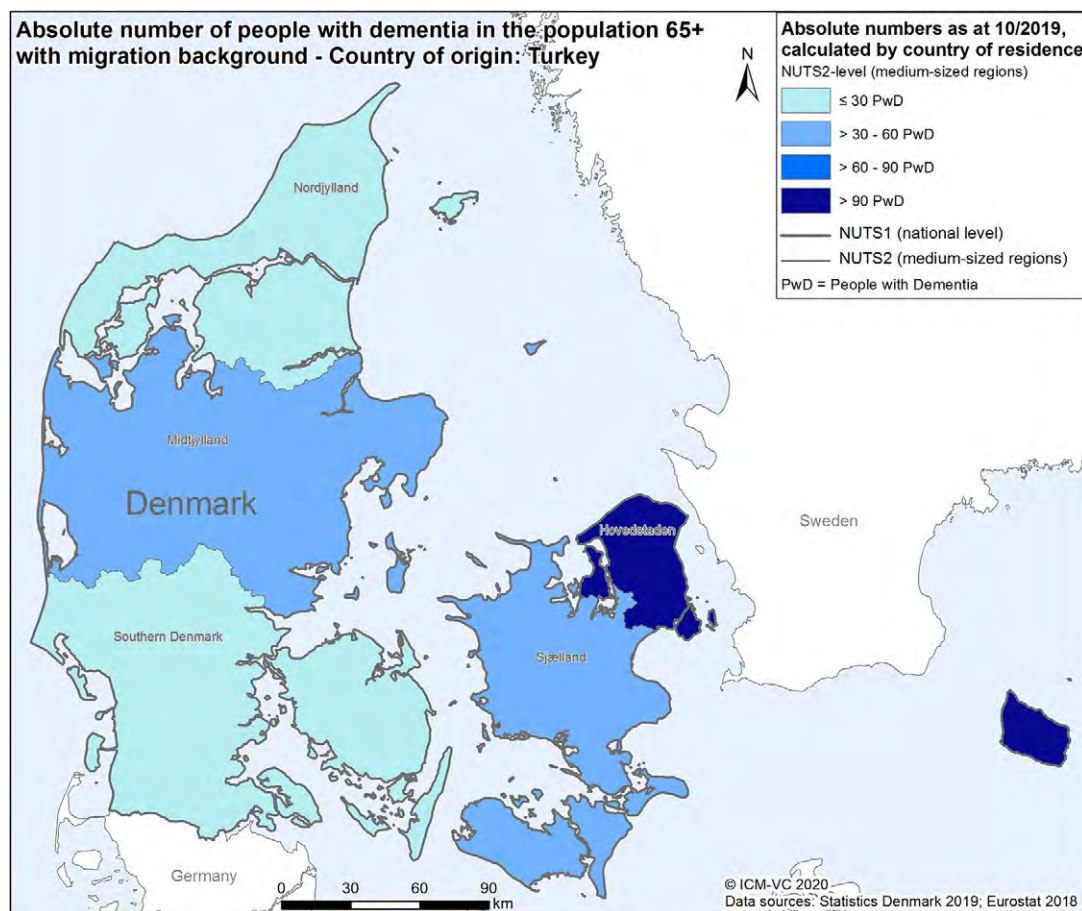 Absolute number of people with dementia in the population 65+
with migration background - Country of origin: Turkey
N
Absolute numbers as at 10/2019,
calculated by country of residence
NUTS2-level (medium-sized regions)
≤ 30 PwD
> 30 - 60 PwD
> 60 - 90 PwD
> 90 PwD
NUTS1 (national level)
NUTS2 (medium-sized regions)
PwD = People with Dementia
Nordjylland
Midtjylland
Denmark
Hovedstaden
Sweden
Southern Denmark
Sjælland
Germany
0 30 60 90
km
© ICM-VC 2020
Data sources: Statistics Denmark 2019; Eurostat 2018